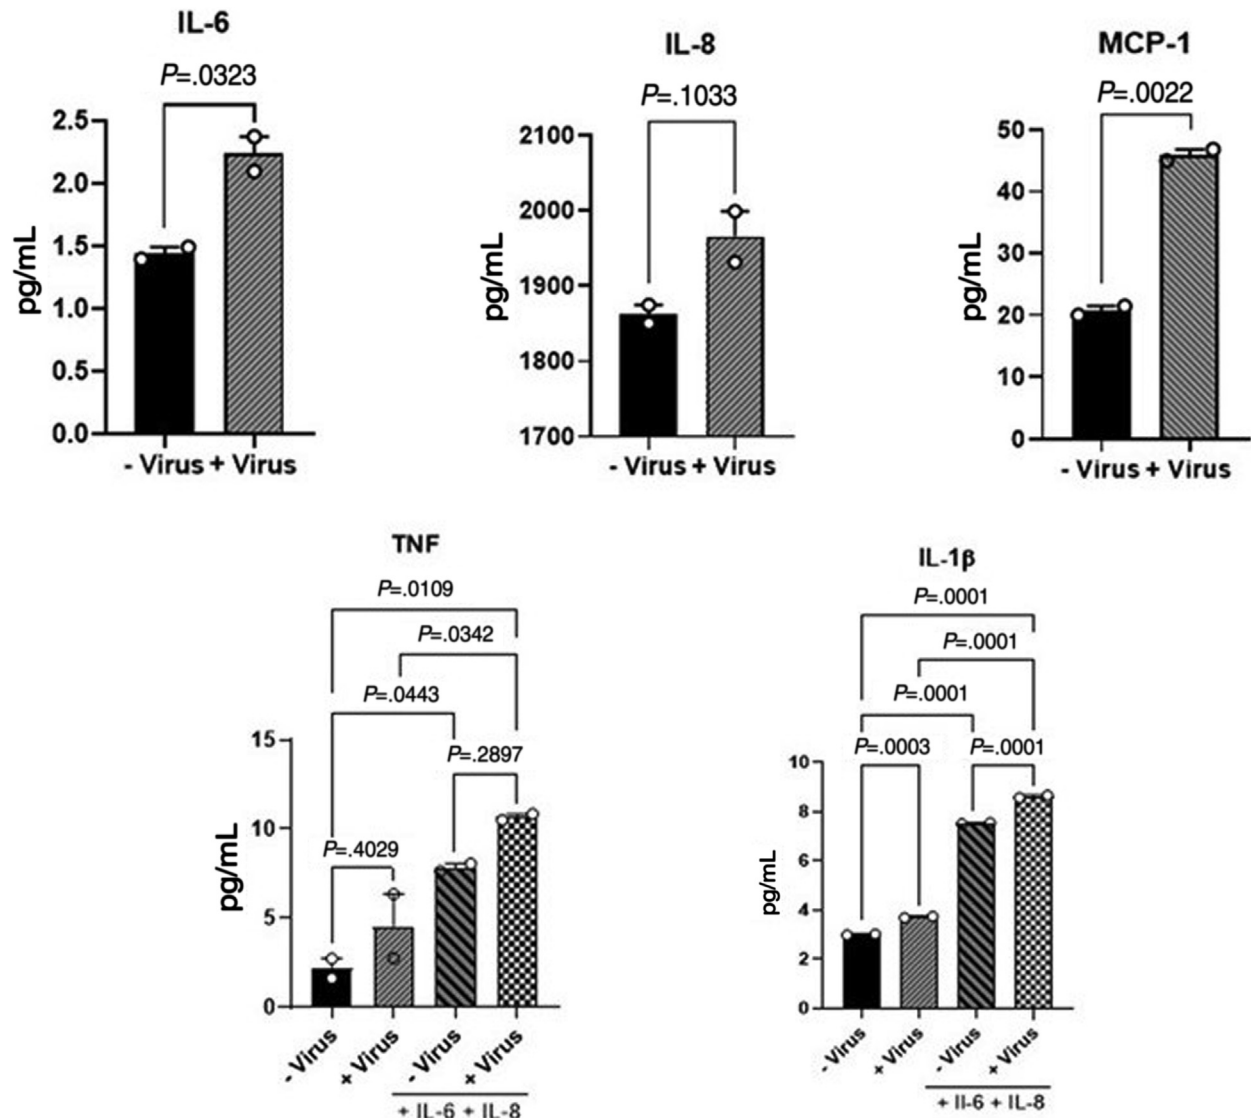 IL-6
P=.0323
2.5
2.0
1.5
1.0
0.5
0.0
pg/mL
- Virus + Virus
IL-8
P=.1033
2100
2000
1900
1800
1700
pg/mL
- Virus + Virus
MCP-1
P=.0022
50
40
30
20
10
0
pg/mL
- Virus + Virus
TNF
P=.0109
P=.0342
P=.0443
P=.2897
P=.4029
15
10
5
0
pg/mL
- Virus
+ Virus
- Virus
+ Virus
+ IL-6 + IL-8
IL-1β
P=.0001
P=.0001
P=.0001
P=.0003
P=.0001
10
8
6
4
2
0
pg/mL
- Virus
+ Virus
- Virus
+ Virus
+ Il-6 + IL-8